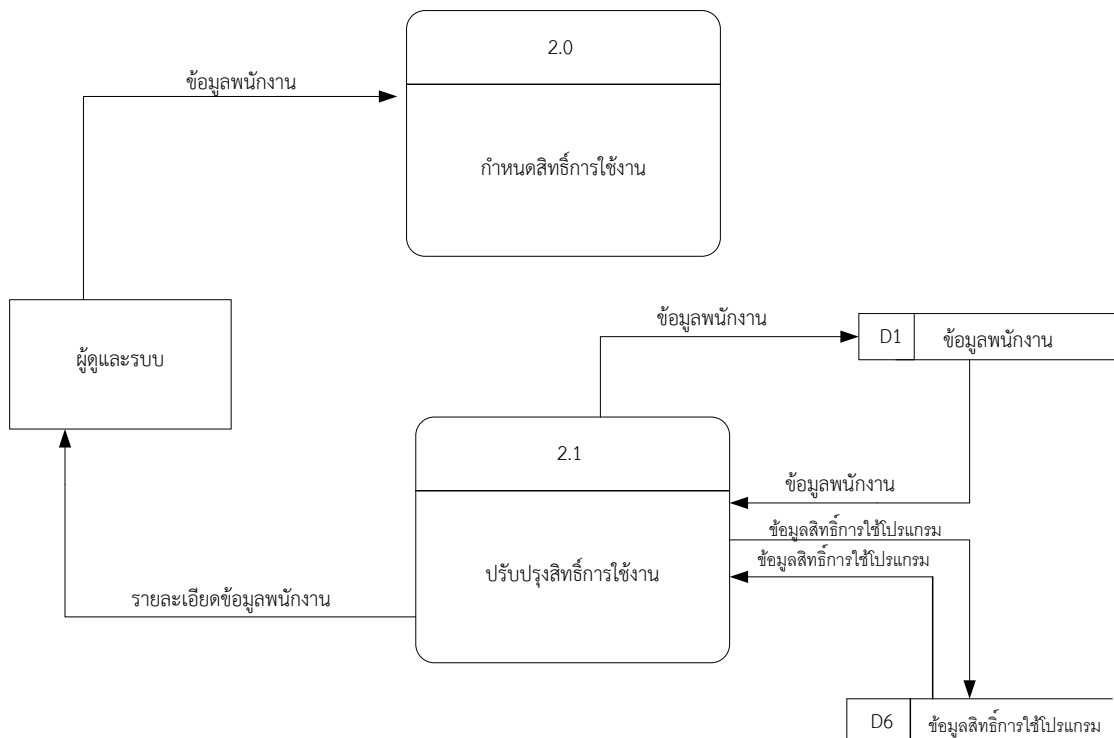 2.0
ข้อมูลพนักงาน
กำหนดสิทธิ์การใช้งาน
ข้อมูลพนักงาน
D1
ข้อมูลพนักงาน
ผู้ดูและรบบ
2.1
ข้อมูลพนักงาน
ข้อมูลสิทธิ์การใช้โปรแกรม
ข้อมูลสิทธิ์การใช้โปรแกรม
ปรับปรุงสิทธิ์การใช้งาน
รายละเอียดข้อมูลพนักงาน
D6
ข้อมูลสิทธิ์การใช้โปรแกรม